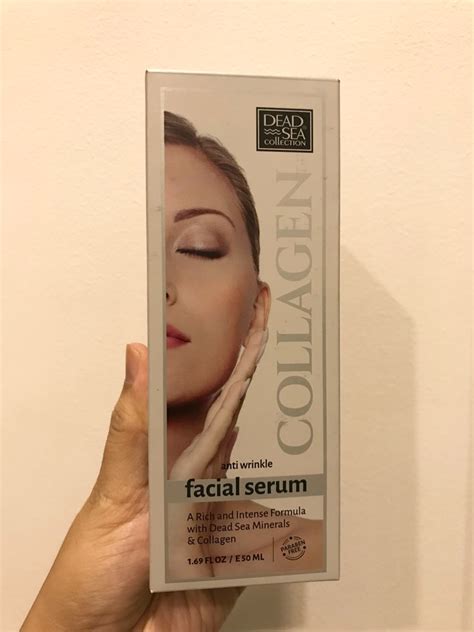 DEAD
SEA
COLLECTION
COLLAGEN
anti wrinkle
facial serum
A Rich and Intense Formula
with Dead Sea Minerals
& Collagen
1.69 FL OZ / E 50 ML
PARABEN
FREE